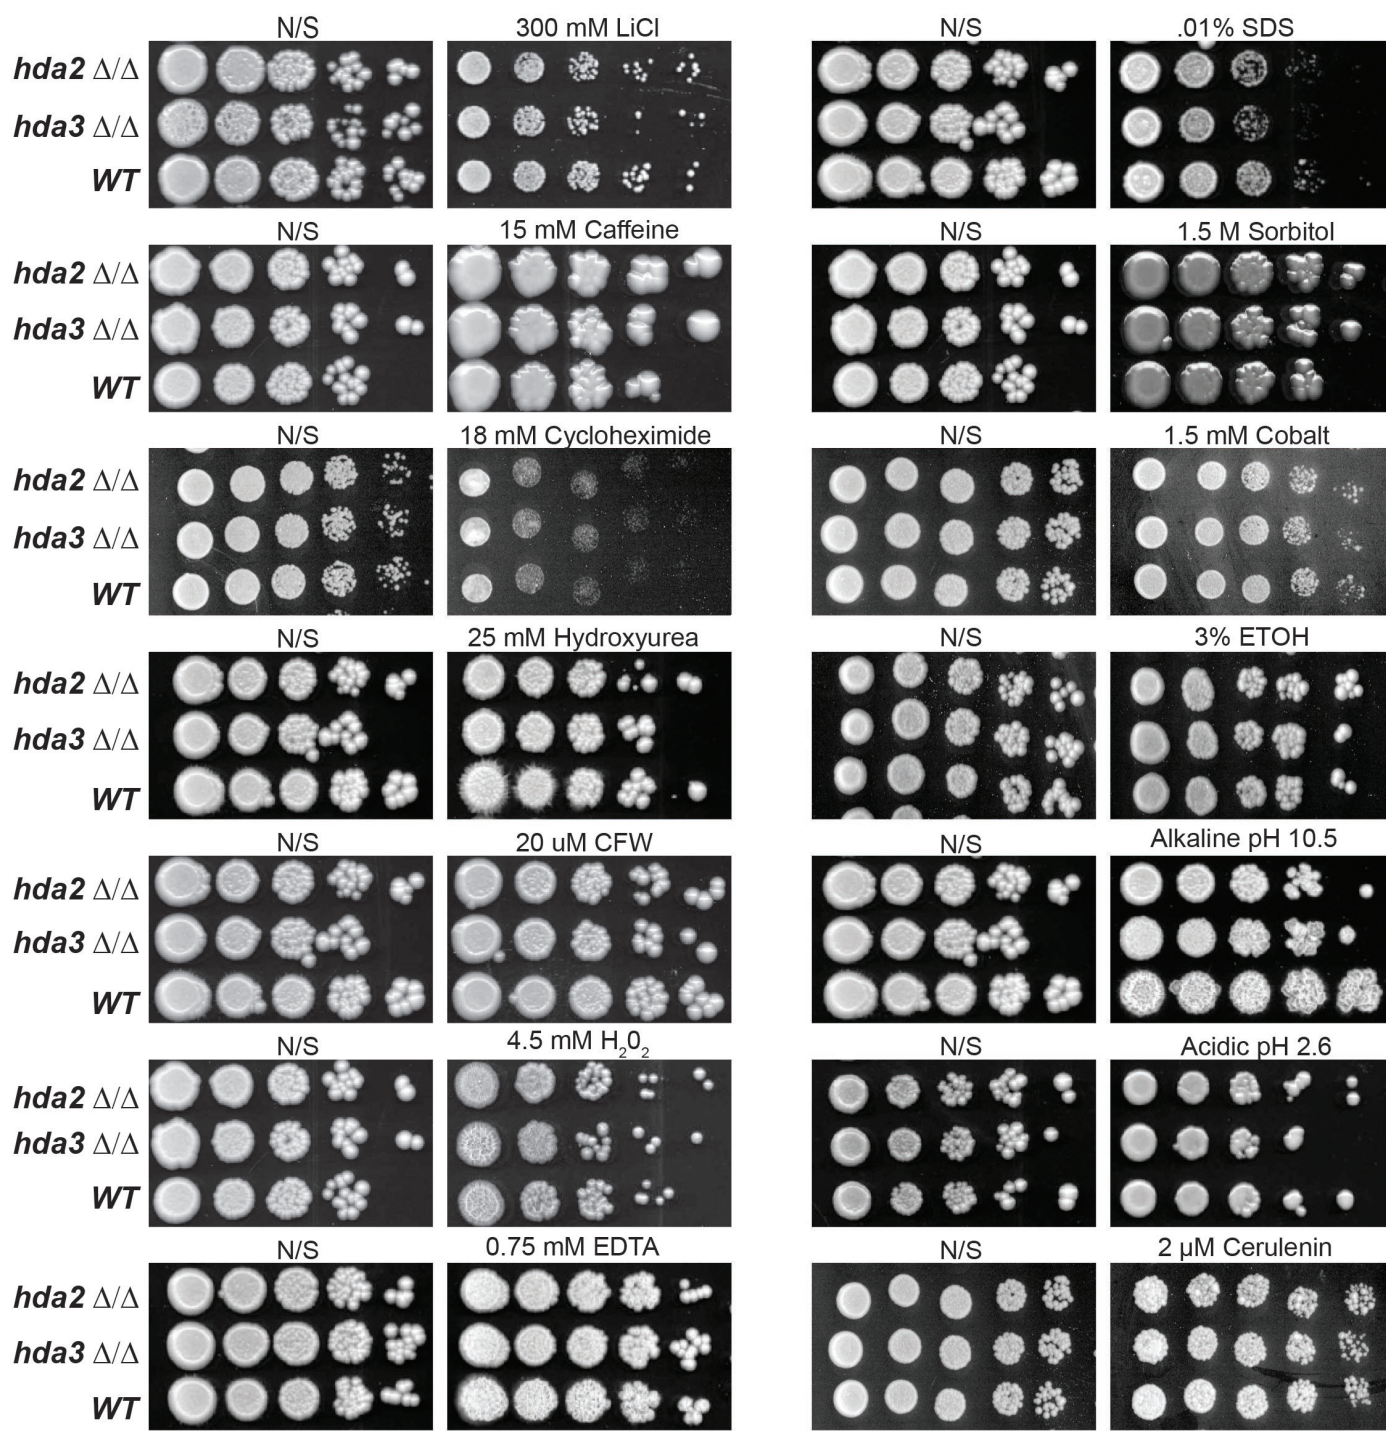 N/S 300 mM LiCl N/S .01% SDS
hda2 Δ/Δ
hda3 Δ/Δ
WT
N/S 15 mM Caffeine N/S 1.5 M Sorbitol
hda2 Δ/Δ
hda3 Δ/Δ
WT
N/S 18 mM Cycloheximide N/S 1.5 mM Cobalt
hda2 Δ/Δ
hda3 Δ/Δ
WT
N/S 25 mM Hydroxyurea N/S 3% ETOH
hda2 Δ/Δ
hda3 Δ/Δ
WT
N/S 20 uM CFW N/S Alkaline pH 10.5
hda2 Δ/Δ
hda3 Δ/Δ
WT
N/S 4.5 mM H₂0₂ N/S Acidic pH 2.6
hda2 Δ/Δ
hda3 Δ/Δ
WT
N/S 0.75 mM EDTA N/S 2 µM Cerulenin
hda2 Δ/Δ
hda3 Δ/Δ
WT